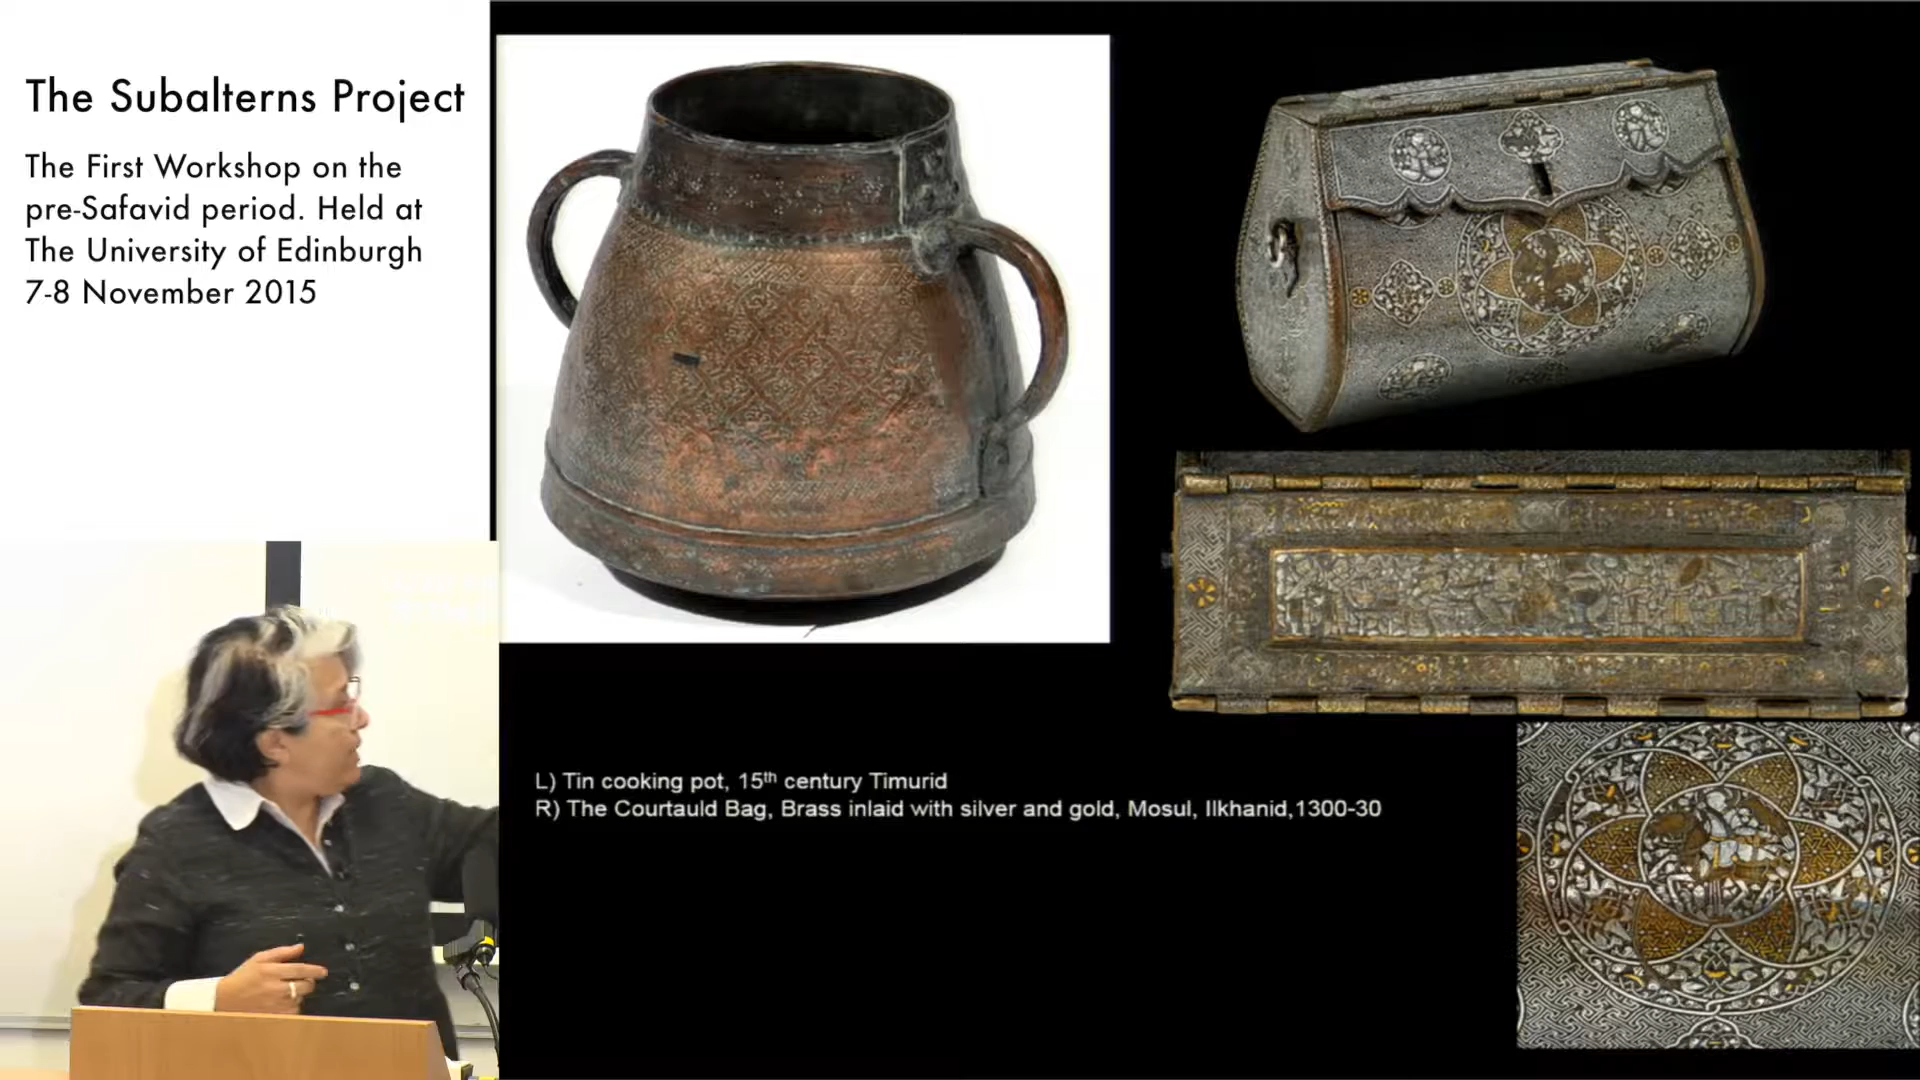 The Subalterns Project
The First Workshop on the
pre-Safavid period. Held at
The University of Edinburgh
7-8 November 2015
L) Tin cooking pot, 15th century Timurid
R) The Courtauld Bag, Brass inlaid with silver and gold, Mosul, Ilkhanid,1300-30